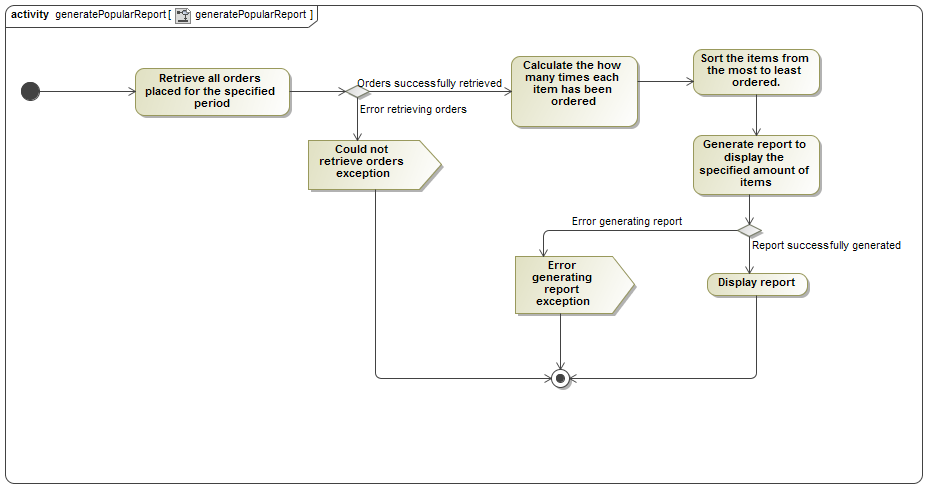 activity generatePopularReport [ generatePopularReport ]
Retrieve all orders
placed for the specified
period
Orders successfully retrieved
Error retrieving orders
Calculate the how
many times each
item has been
ordered
Sort the items from
the most to least
ordered.
Could not
retrieve orders
exception
Generate report to
display the
specified amount of
items
Error generating report
Report successfully generated
Error
generating
report
exception
Display report